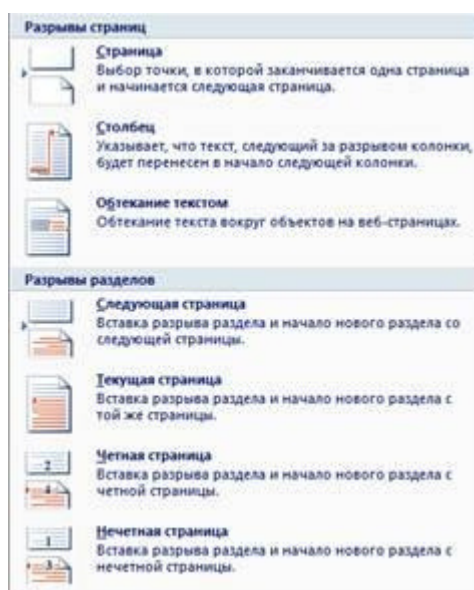 Разрывы страниц
Страница
Выбор точки, в которой заканчивается одна страница
и начинается следующая страница.
Столбец
Указывает, что текст, следующий за разрывом колонки,
будет перенесен в начало следующей колонки.
Обтекание текстом
Обтекание текста вокруг объектов на веб-страницах.
Разрывы разделов
Следующая страница
Вставка разрыва раздела и начало нового раздела со
следующей страницы.
Текущая страница
Вставка разрыва раздела и начало нового раздела с
той же страницы.
2
4
Четная страница
Вставка разрыва раздела и начало нового раздела с
четной страницы.
1
3
Нечетная страница
Вставка разрыва раздела и начало нового раздела с
нечетной страницы.